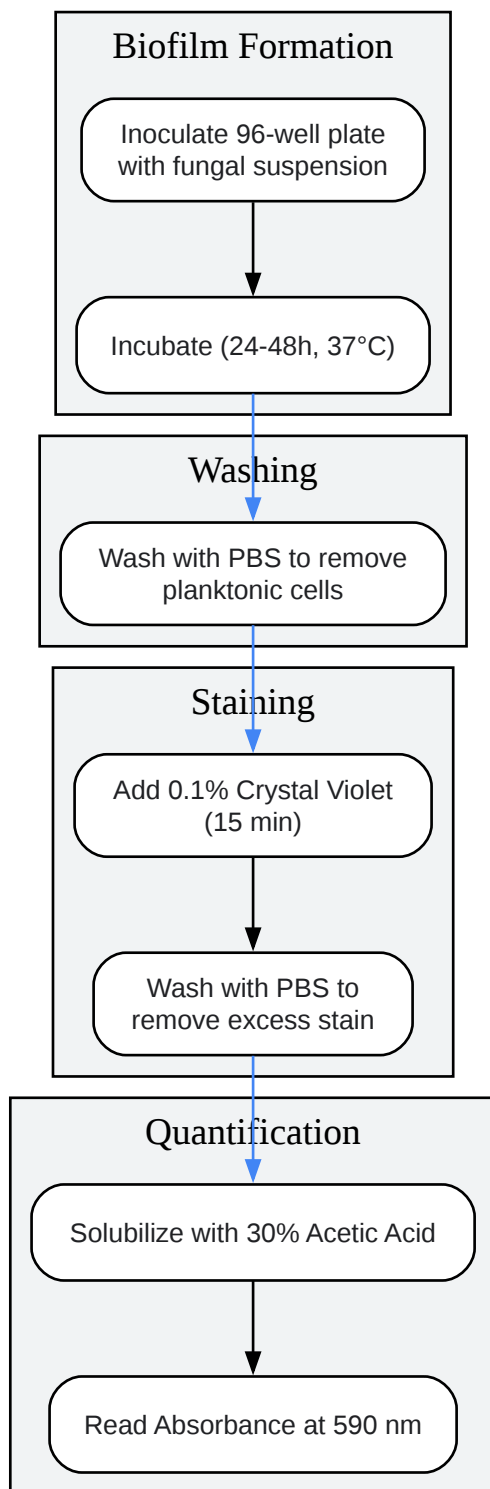 Biofilm Formation
Inoculate 96-well plate
with fungal suspension
Incubate (24-48h, 37°C)
Washing
Wash with PBS to remove
planktonic cells
Staining
Add 0.1% Crystal Violet
(15 min)
Wash with PBS to
remove excess stain
Quantification
Solubilize with 30% Acetic Acid
Read Absorbance at 590 nm